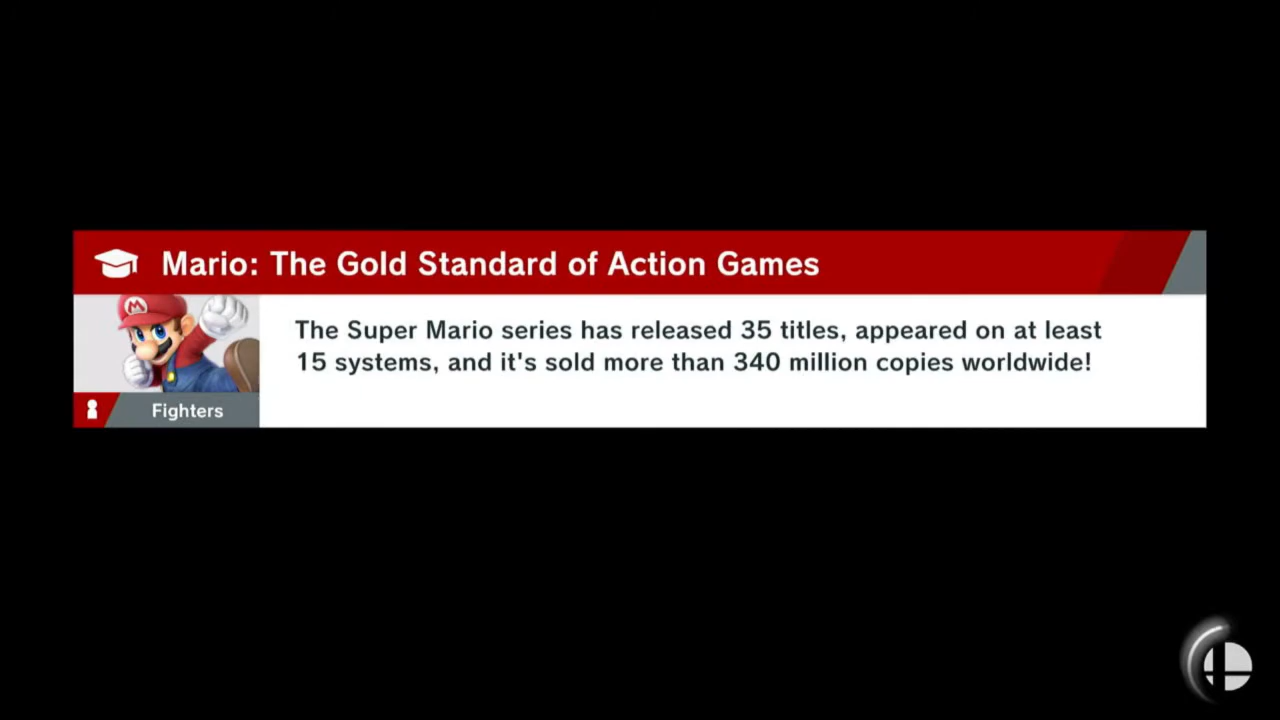 Mario: The Gold Standard of Action Games
The Super Mario series has released 35 titles, appeared on at least
15 systems, and it's sold more than 340 million copies worldwide!
M
Fighters